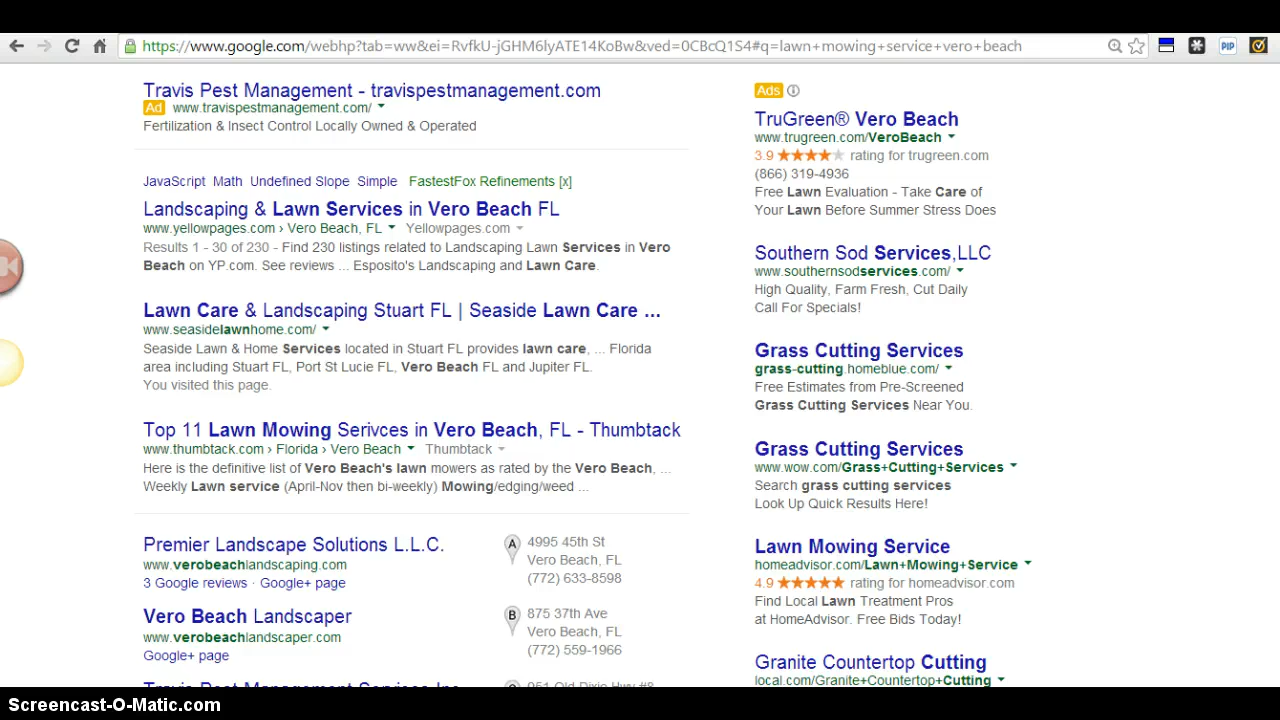 https://www.google.com/webhp?tab=ww&ei=RvfkU-jGHM6lyATE14KoBw&ved=0CBcQ1S4#q=lawn+mowing+service+vero+beach
PIP
Travis Pest Management - travispestmanagement.com
Ad www.travispestmanagement.com/
Fertilization & Insect Control Locally Owned & Operated
JavaScript Math Undefined Slope Simple FastestFox Refinements [x]
Landscaping & Lawn Services in Vero Beach FL
www.yellowpages.com › Vero Beach, FL Yellowpages.com
Results 1 - 30 of 230 - Find 230 listings related to Landscaping Lawn Services in Vero
Beach on YP.com. See reviews ... Esposito's Landscaping and Lawn Care.
Lawn Care & Landscaping Stuart FL | Seaside Lawn Care ...
www.seasidelawnhome.com/
Seaside Lawn & Home Services located in Stuart FL provides lawn care, ... Florida
area including Stuart FL, Port St Lucie FL, Vero Beach FL and Jupiter FL.
You visited this page.
Top 11 Lawn Mowing Serivces in Vero Beach, FL - Thumbtack
www.thumbtack.com › Florida › Vero Beach Thumbtack
Here is the definitive list of Vero Beach's lawn mowers as rated by the Vero Beach, ...
Weekly Lawn service (April-Nov then bi-weekly) Mowing/edging/weed ...
Premier Landscape Solutions L.L.C.
www.verobeachlandscaping.com
3 Google reviews · Google+ page
A 4995 45th St
Vero Beach, FL
(772) 633-8598
Vero Beach Landscaper
www.verobeachlandscaper.com
Google+ page
B 875 37th Ave
Vero Beach, FL
(772) 559-1966
Travis Pest Management Services Inc
951 Old Dixie Hwy #8
Ads
TruGreen® Vero Beach
www.trugreen.com/VeroBeach
3.9 rating for trugreen.com
(866) 319-4936
Free Lawn Evaluation - Take Care of
Your Lawn Before Summer Stress Does
Southern Sod Services,LLC
www.southernsodservices.com/
High Quality, Farm Fresh, Cut Daily
Call For Specials!
Grass Cutting Services
grass-cutting.homeblue.com/
Free Estimates from Pre-Screened
Grass Cutting Services Near You.
Grass Cutting Services
www.wow.com/Grass+Cutting+Services
Search grass cutting services
Look Up Quick Results Here!
Lawn Mowing Service
homeadvisor.com/Lawn+Mowing+Service
4.9 rating for homeadvisor.com
Find Local Lawn Treatment Pros
at HomeAdvisor. Free Bids Today!
Granite Countertop Cutting
local.com/Granite+Countertop+Cutting
Screencast-O-Matic.com